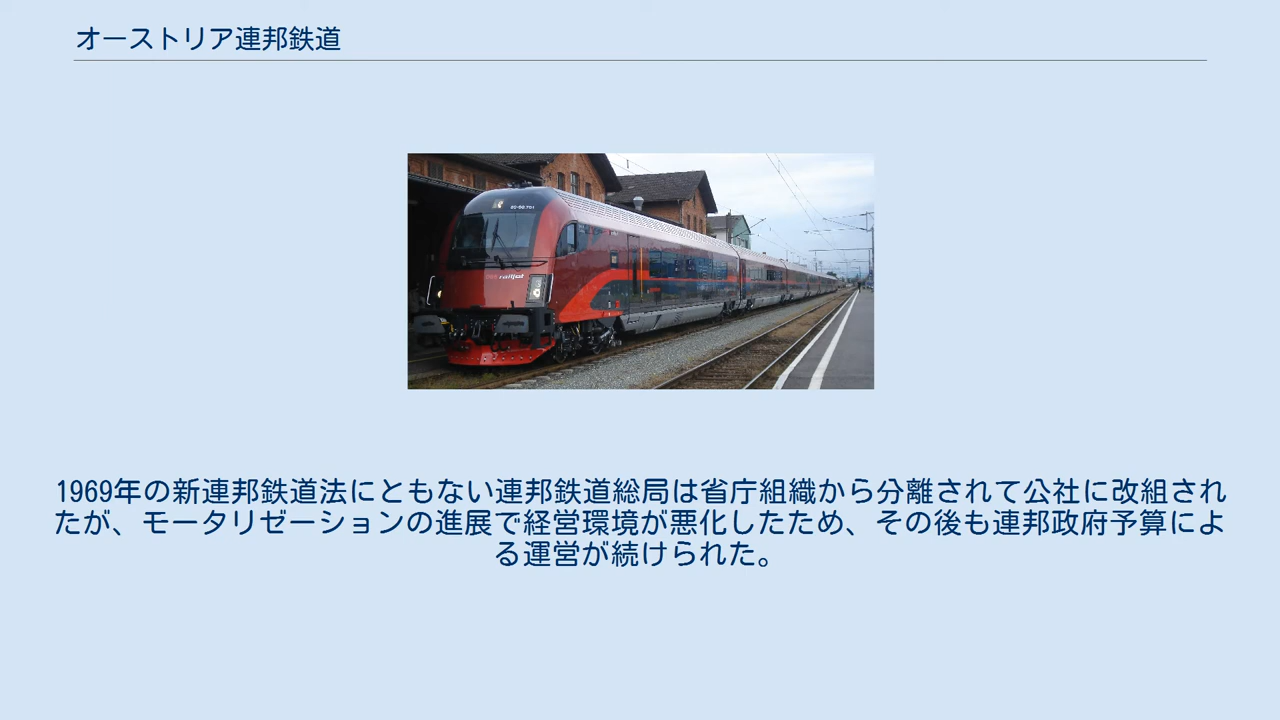 オーストリア連邦鉄道
railjet
1969年の新連邦鉄道法にともない連邦鉄道総局は省庁組織から分離されて公社に改組され
たが、モータリゼーションの進展で経営環境が悪化したため、その後も連邦政府予算によ
る運営が続けられた。